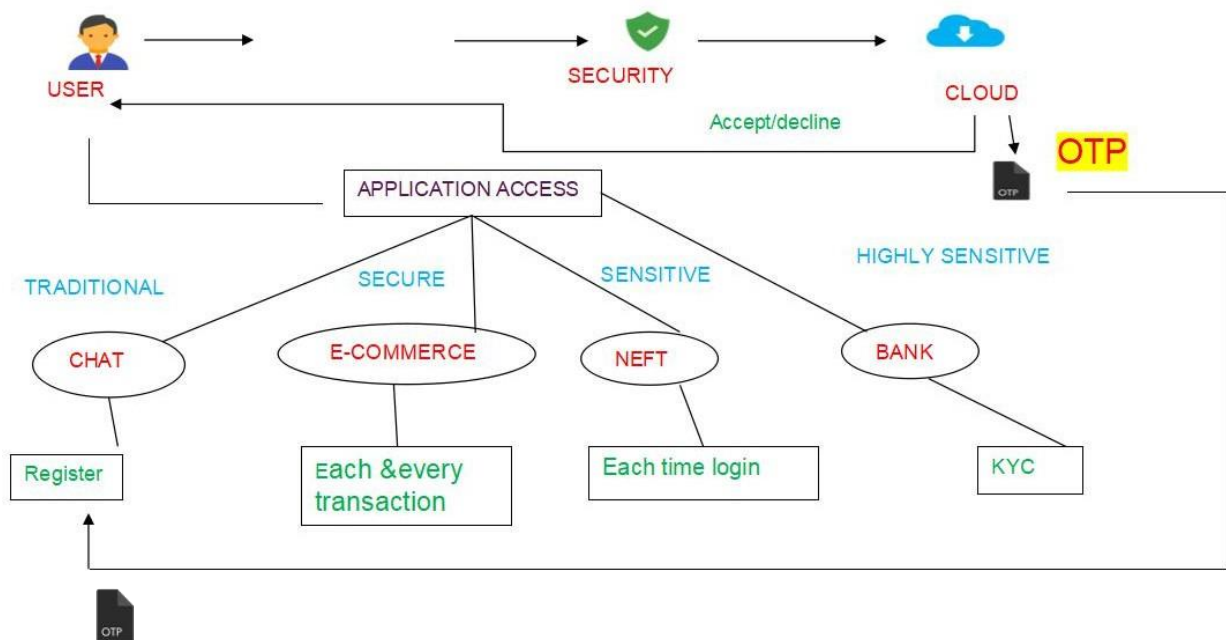 USER
SECURITY
CLOUD
Accept/decline
OTP
OTP
APPLICATION ACCESS
TRADITIONAL
SECURE
SENSITIVE
HIGHLY SENSITIVE
CHAT
E-COMMERCE
NEFT
BANK
Register
Each &every
transaction
Each time login
KYC
OTP